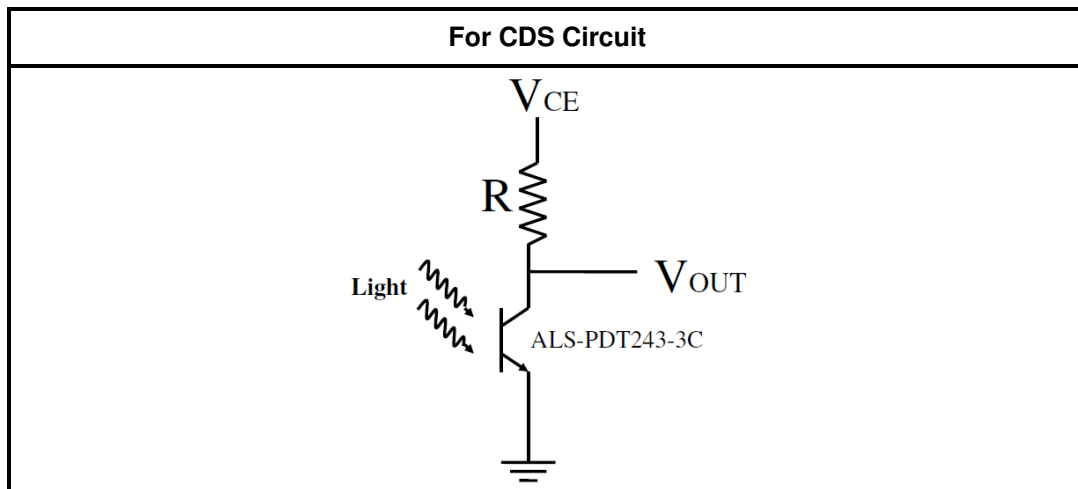 For CDS Circuit
VCE
R
VOUT
Light
ALS-PDT243-3C